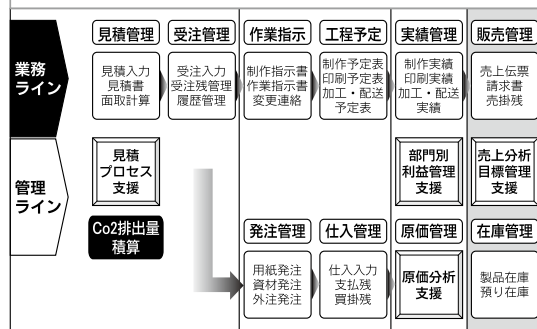 見積管理
受注管理
作業指示
工程予定
実績管理
販売管理
業務
ライン
見積入力
見積書
面取計算
受注入力
受注残管理
履歴管理
制作指示書
作業指示書
変更連絡
制作予定表
印刷予定表
加工・配送
予定表
制作実績
印刷実績
加工・配送
実績
売上伝票
請求書
売掛残
管理
ライン
見積
プロセス
支援
部門別
利益管理
支援
売上分析
目標管理
支援
Co2排出量
積算
発注管理
仕入管理
原価管理
在庫管理
用紙発注
資材発注
外注発注
仕入入力
支払残
買掛残
原価分析
支援
製品在庫
預り在庫